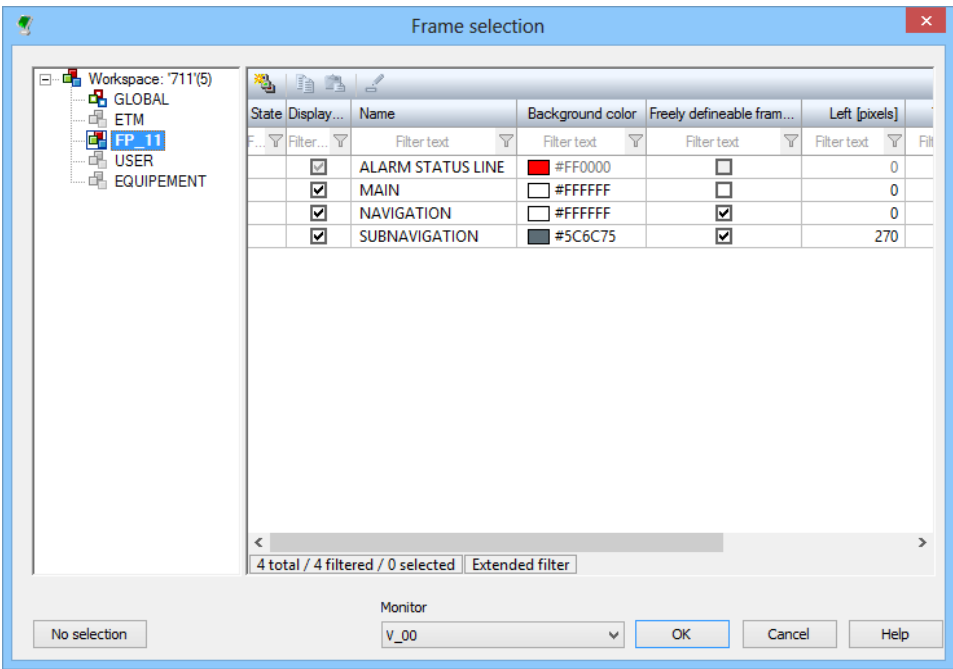 Frame selection
Workspace: '711'(5)
GLOBAL
ETM
FP_11
USER
EQUIPEMENT
State Display... Name Background color Freely defineable fram... Left [pixels]
F... Filter... Filter text Filter text Filter text Filter text Filt
ALARM STATUS LINE #FF0000 0
MAIN #FFFFFF 0
NAVIGATION #FFFFFF 0
SUBNAVIGATION #5C6C75 270
4 total / 4 filtered / 0 selected Extended filter
Monitor
No selection V_00 OK Cancel Help